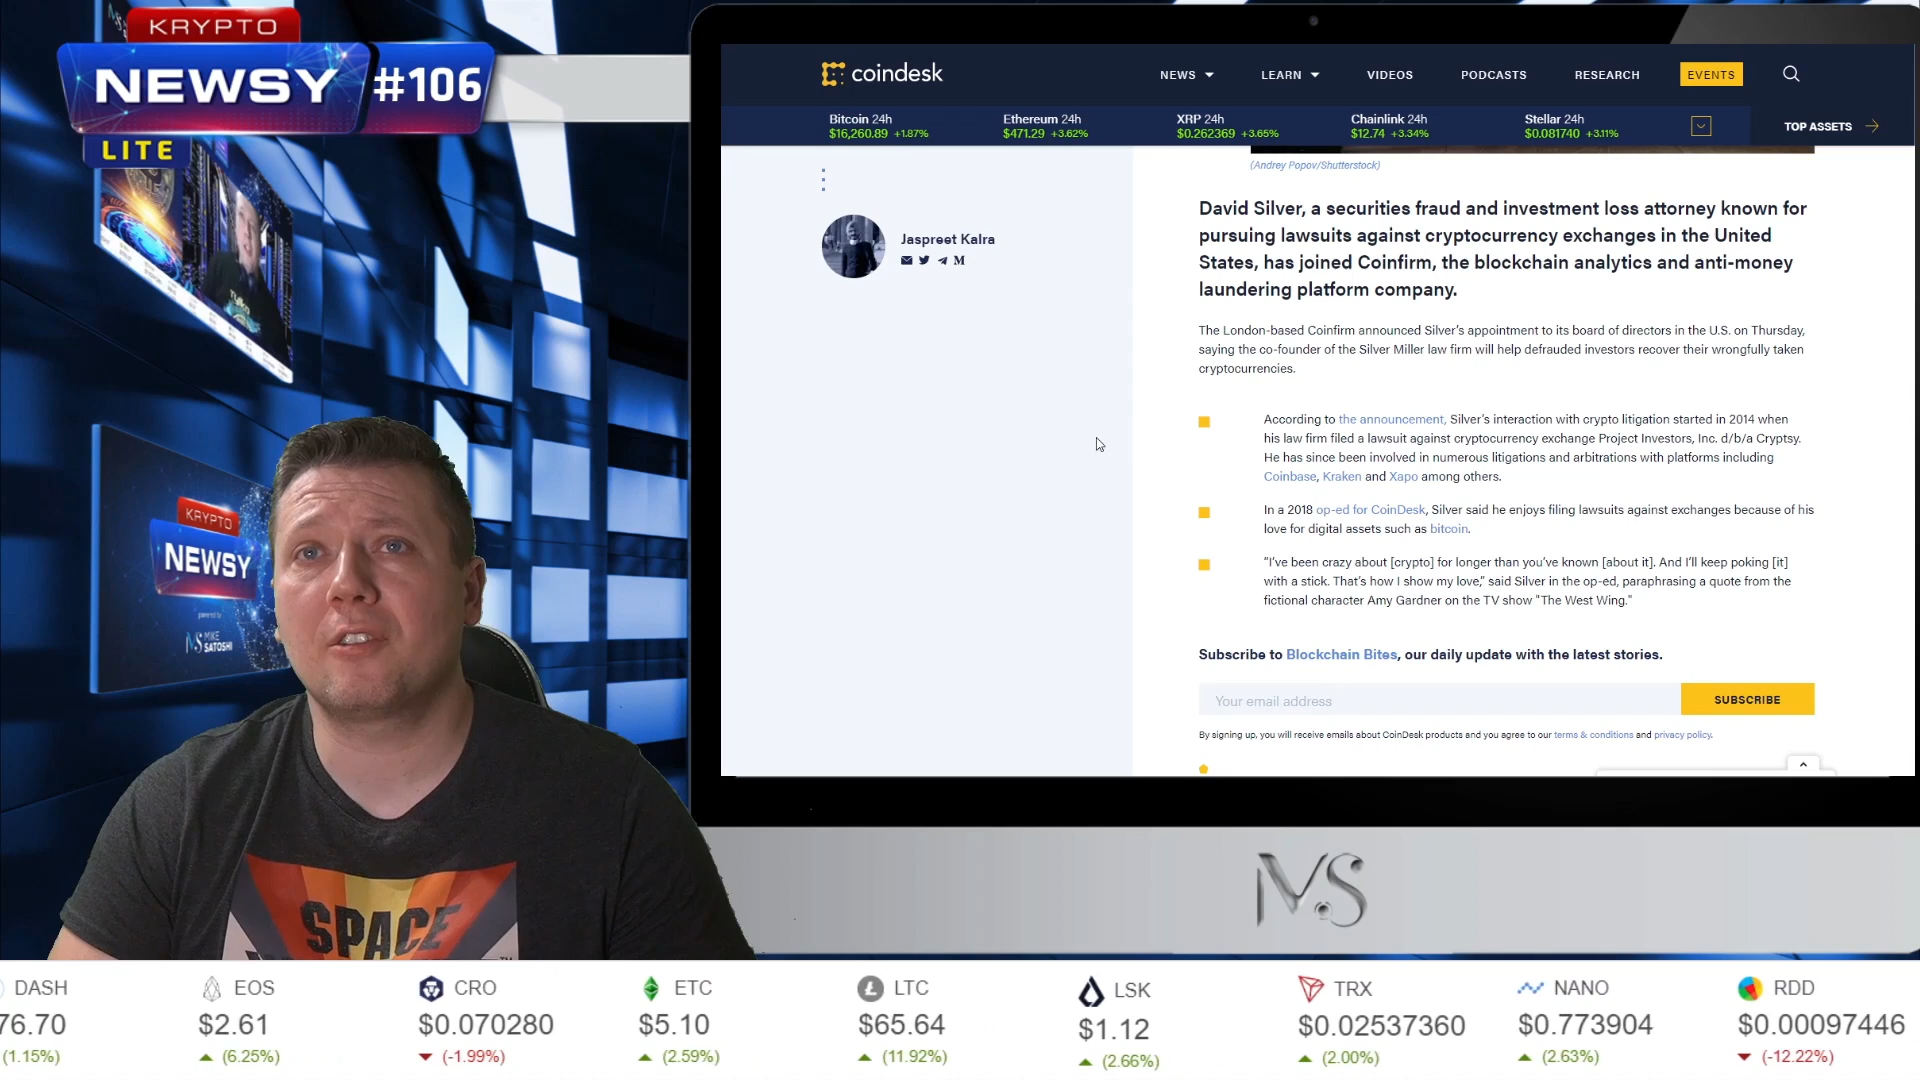 KRYPTO
NEWSY #106
LITE
KRYPTO
NEWSY
powered by
MS MIKE SATOSHI
SPACE
coindesk
NEWS
LEARN
VIDEOS
PODCASTS
RESEARCH
EVENTS
Bitcoin 24h
$16,260.89 +1.87%
Ethereum 24h
$471.29 +3.62%
XRP 24h
$0.262369 +3.65%
Chainlink 24h
$12.74 +3.34%
Stellar 24h
$0.081740 +3.11%
TOP ASSETS
(Andrey Popov/Shutterstock)
Jaspreet Kalra
David Silver, a securities fraud and investment loss attorney known for
pursuing lawsuits against cryptocurrency exchanges in the United
States, has joined Coinfirm, the blockchain analytics and anti-money
laundering platform company.
The London-based Coinfirm announced Silver's appointment to its board of directors in the U.S. on Thursday,
saying the co-founder of the Silver Miller law firm will help defrauded investors recover their wrongfully taken
cryptocurrencies.
According to the announcement, Silver's interaction with crypto litigation started in 2014 when
his law firm filed a lawsuit against cryptocurrency exchange Project Investors, Inc. d/b/a Cryptsy.
He has since been involved in numerous litigations and arbitrations with platforms including
Coinbase, Kraken and Xapo among others.
In a 2018 op-ed for CoinDesk, Silver said he enjoys filing lawsuits against exchanges because of his
love for digital assets such as bitcoin.
"I've been crazy about [crypto] for longer than you've known [about it]. And I'll keep poking [it]
with a stick. That's how I show my love," said Silver in the op-ed, paraphrasing a quote from the
fictional character Amy Gardner on the TV show "The West Wing."
Subscribe to Blockchain Bites, our daily update with the latest stories.
Your email address
SUBSCRIBE
By signing up, you will receive emails about CoinDesk products and you agree to our terms & conditions and privacy policy.
MS
DASH
76.70
(1.15%)
EOS
$2.61
(6.25%)
CRO
$0.070280
(-1.99%)
ETC
$5.10
(2.59%)
LTC
$65.64
(11.92%)
LSK
$1.12
(2.66%)
TRX
$0.02537360
(2.00%)
NANO
$0.773904
(2.63%)
RDD
$0.00097446
(-12.22%)